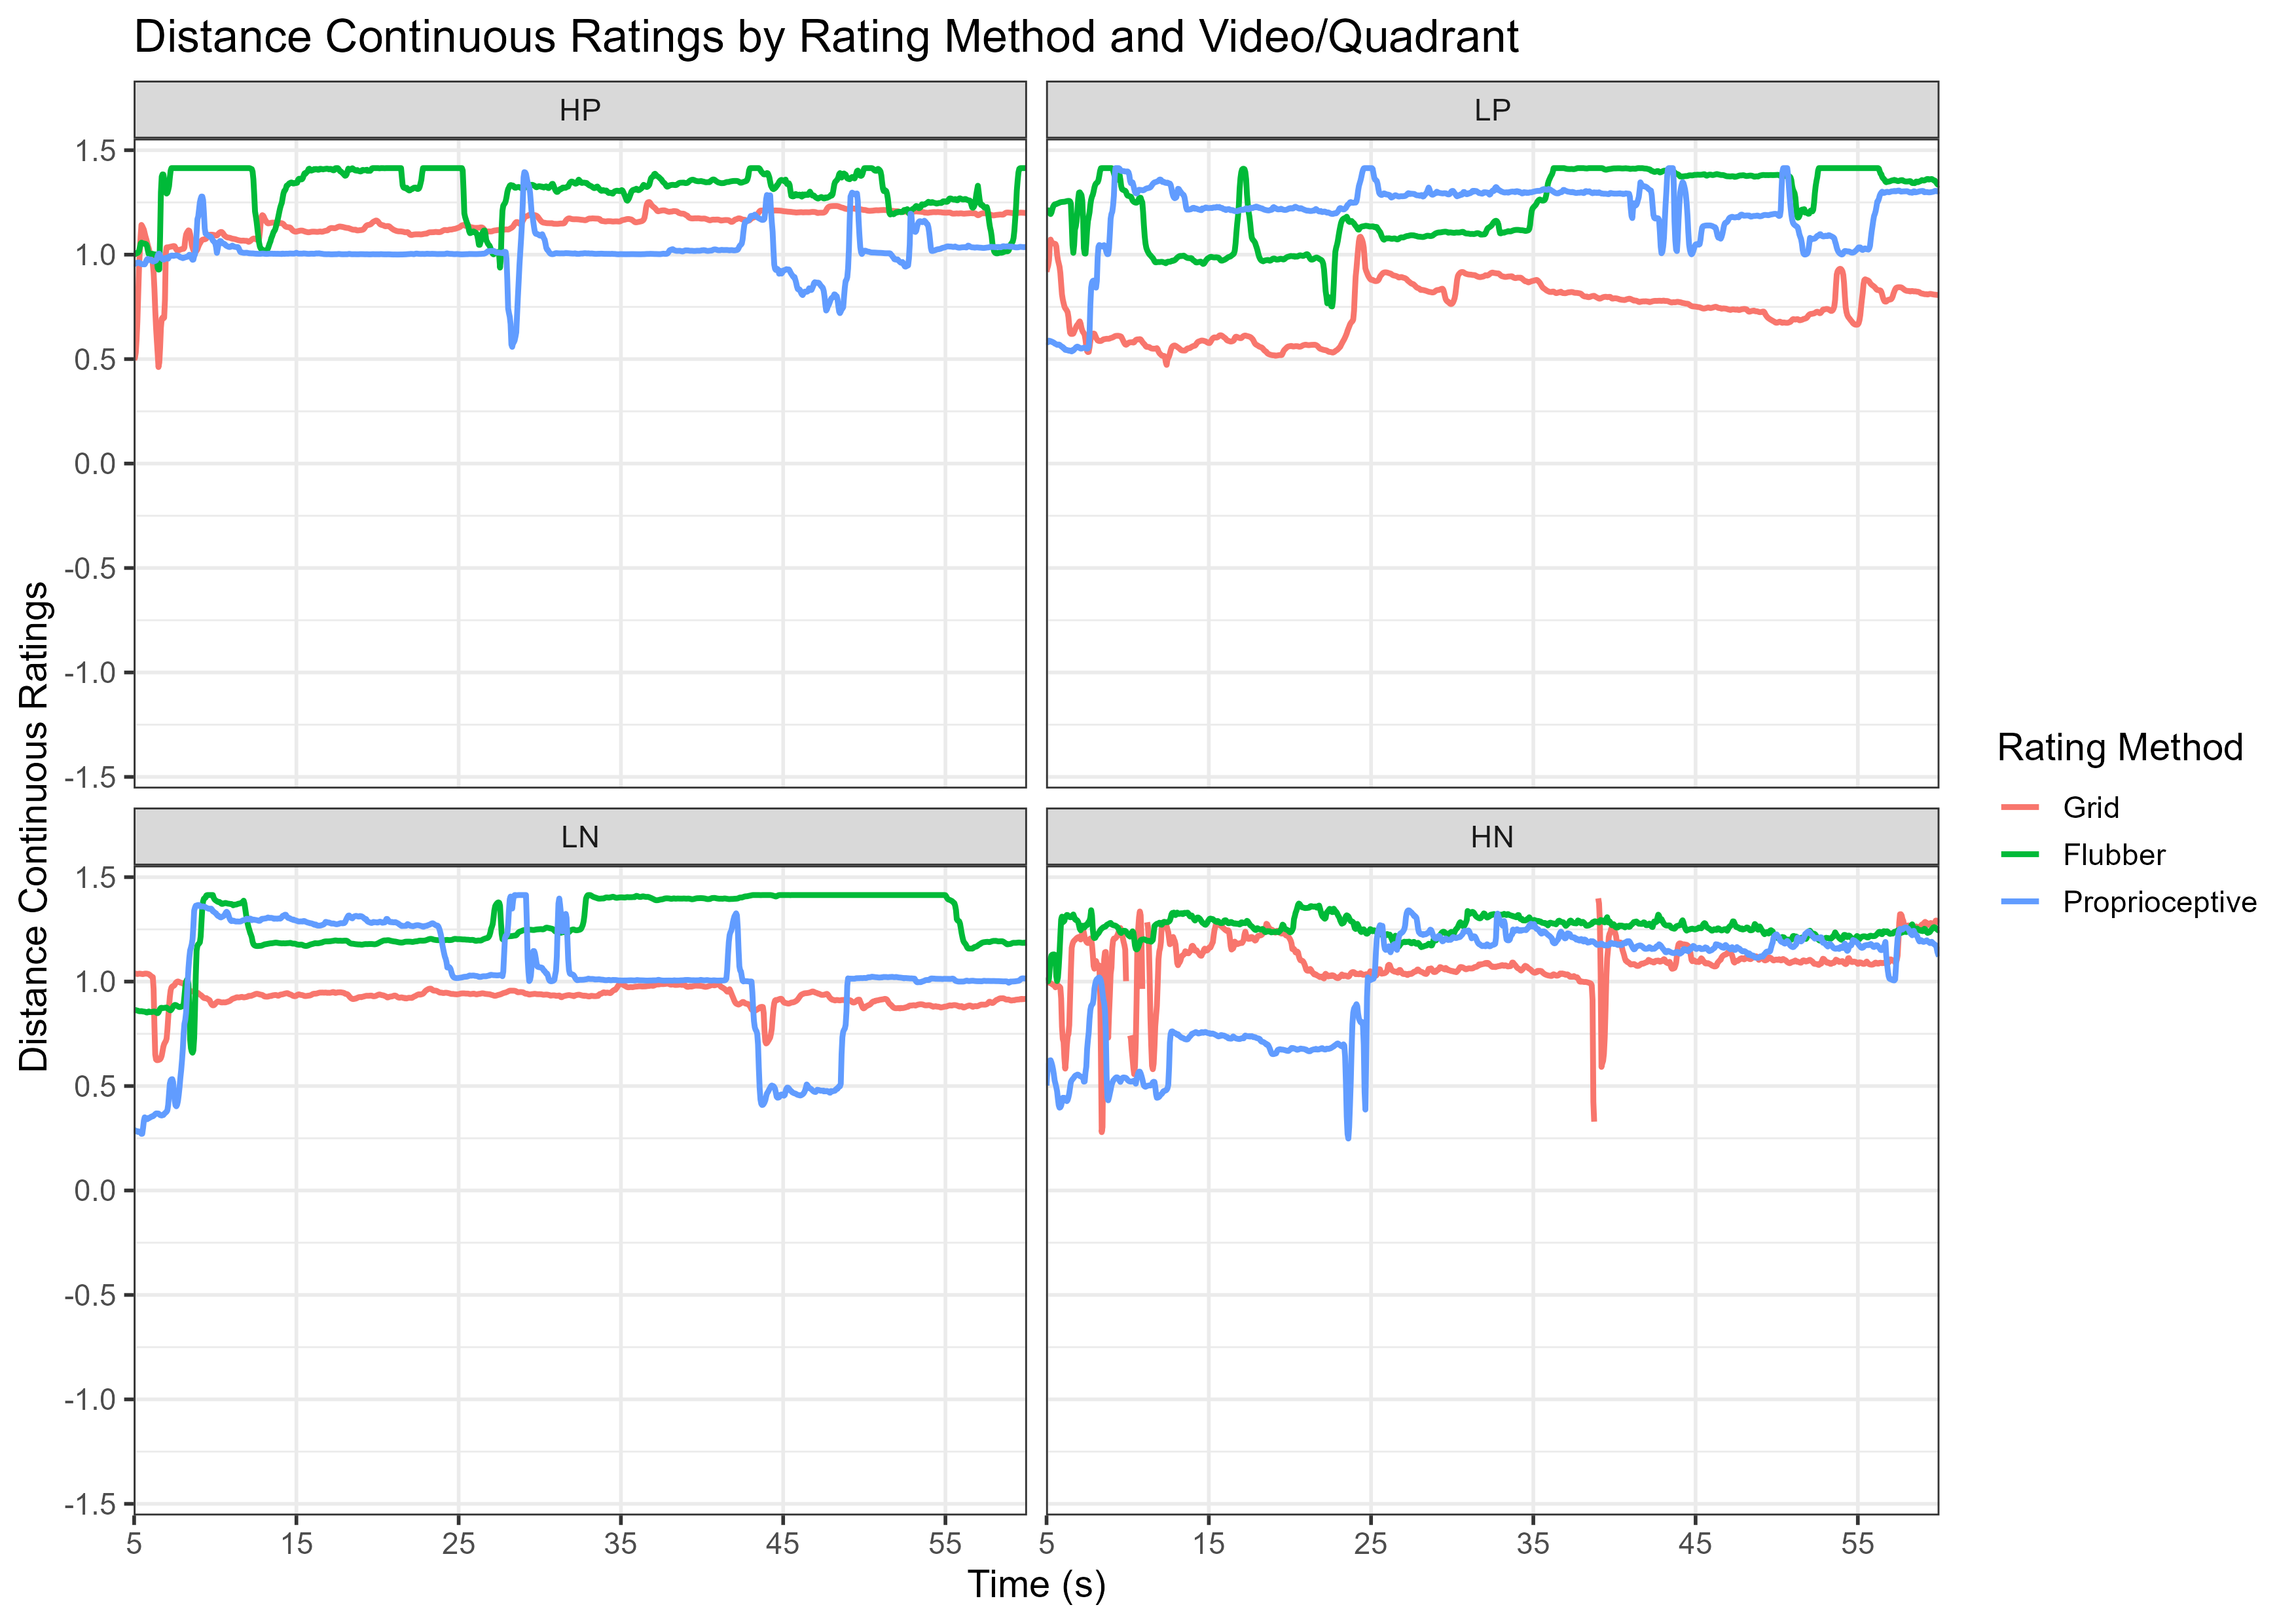 Distance Continuous Ratings by Rating Method and Video/Quadrant
HP
LP
1.5
1.0
0.5
0.0
-0.5
-1.0
-1.5
LN
HN
1.5
1.0
0.5
0.0
-0.5
-1.0
-1.5
5 15 25 35 45 55
5 15 25 35 45 55
Time (s)
Distance Continuous Ratings
Rating Method
Grid
Flubber
Proprioceptive